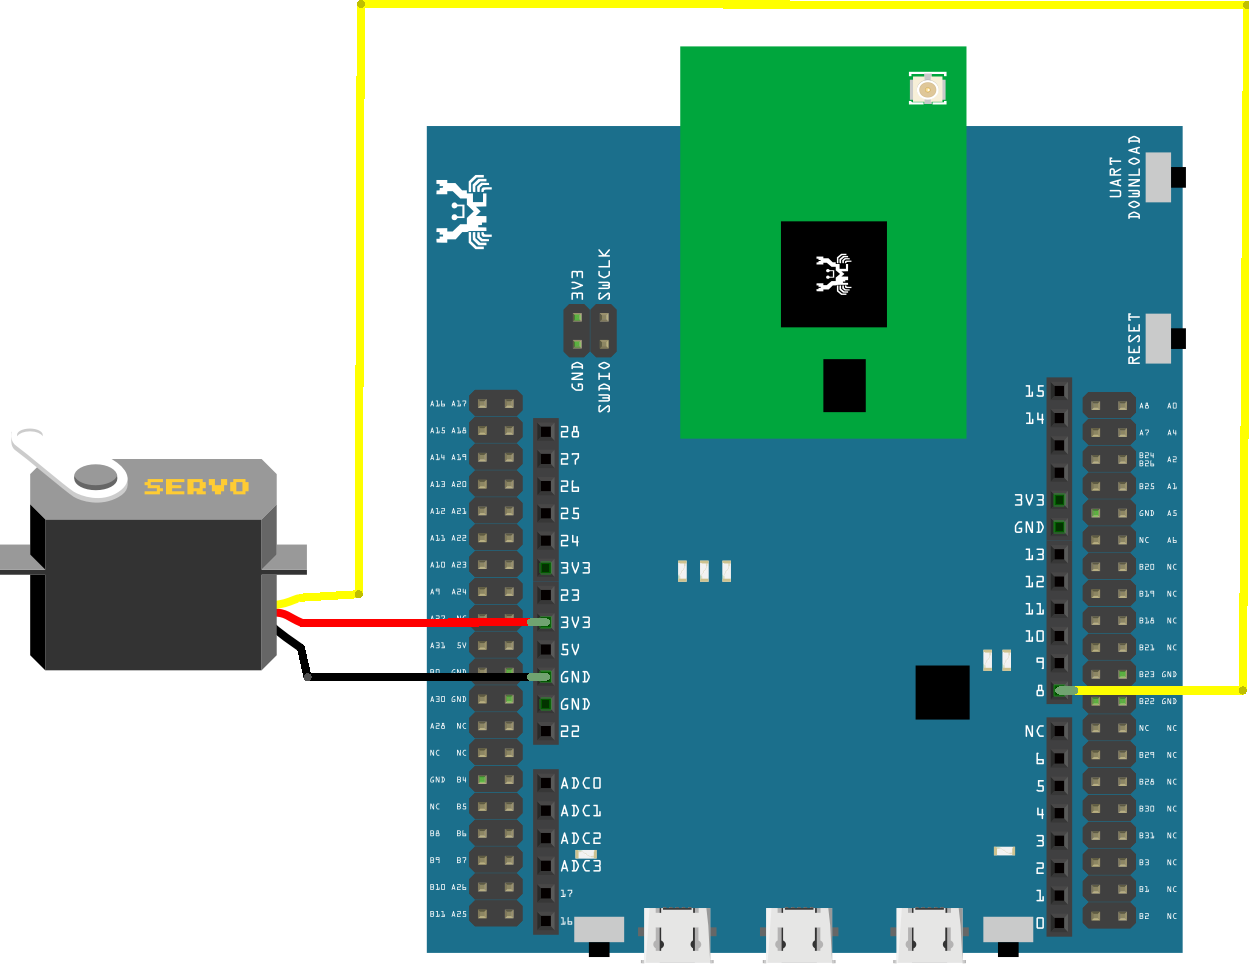 UART
DOWNLOAD
3V3 SWCLK
RESET
GND SWDIO
SERVO
A16 A17
A15 A18
A14 A19
A13 A20
A12 A21
A11 A22
A10 A23
A9 A24
A31 5V
GND
A30 GND
A28 NC
NC NC
GND B4
NC B5
B8 B6
B9 B7
B10 A26
B11 A25
28
27
26
25
24
3V3
23
3V3
5V
GND
GND
22
ADC0
ADC1
ADC2
ADC3
17
16
15
14
3V3
GND
13
12
11
10
9
8
NC
6
5
4
3
2
1
0
A8 A0
A7 A4
B24
B26 A2
B25 A1
GND A5
NC A6
B20 NC
B19 NC
B18 NC
B21 NC
B23 GND
B22 GND
NC NC
B29 NC
B28 NC
B30 NC
B31 NC
B3 NC
B1 NC
B2 NC